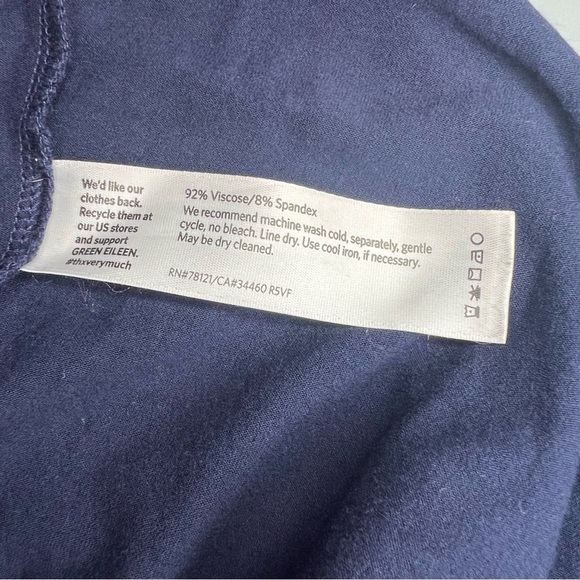 We'd like our
clothes back.
Recycle them at
our US stores
and support
GREEN EILEEN.
#thxverymuch
92% Viscose/8% Spandex
We recommend machine wash cold, separately, gentle
cycle, no bleach. Line dry. Use cool iron, if necessary.
May be dry cleaned.
RN#78121/CA#34460 R5VF